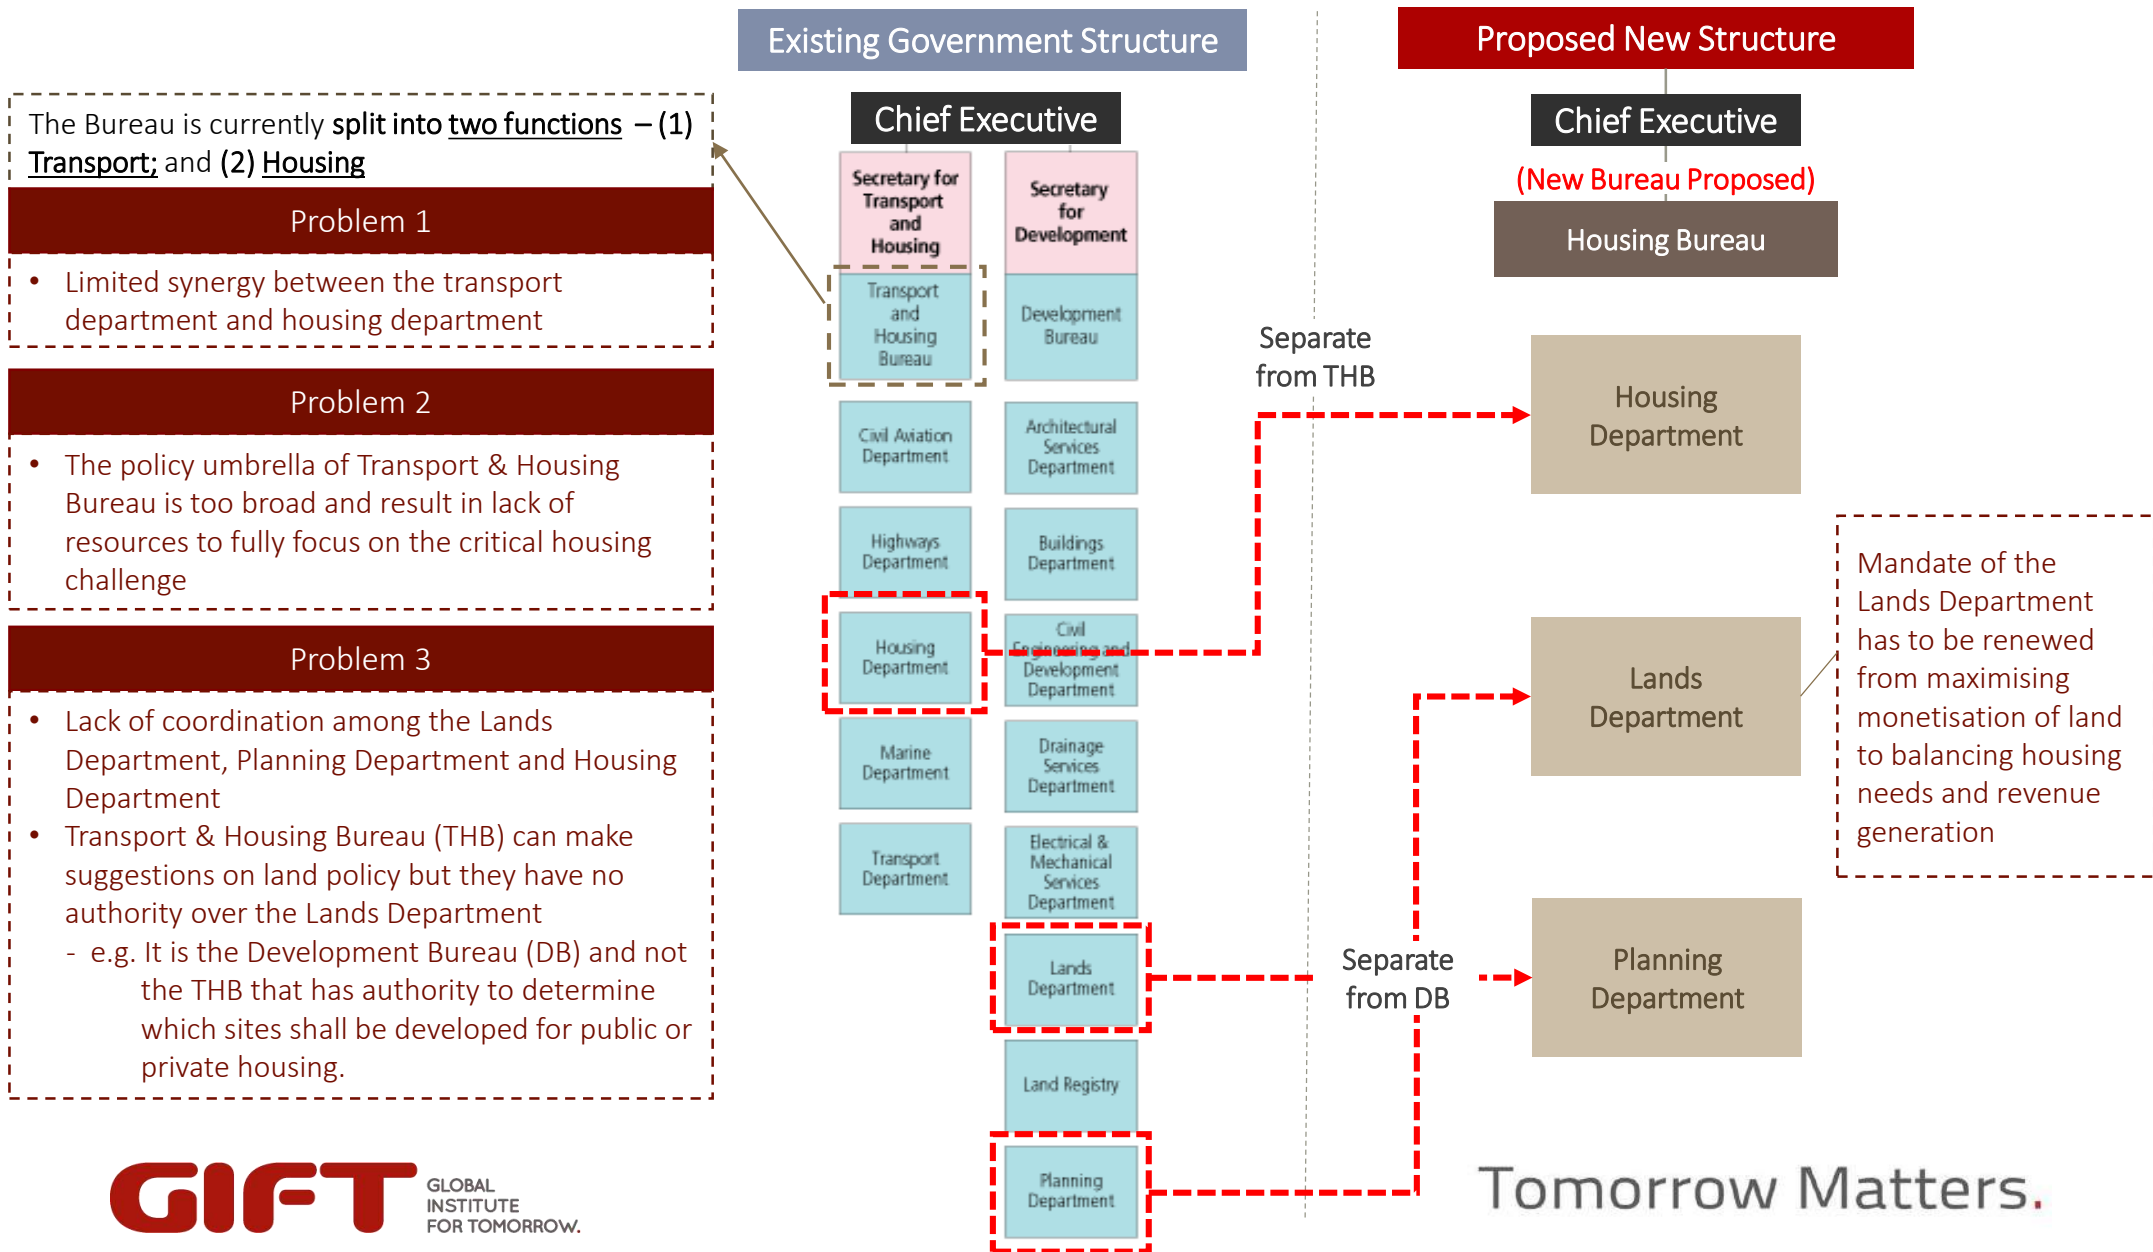 Existing Government Structure
Proposed New Structure
The Bureau is currently split into two functions – (1)
Transport; and (2) Housing
Problem 1
• Limited synergy between the transport
department and housing department
Problem 2
• The policy umbrella of Transport & Housing
Bureau is too broad and result in lack of
resources to fully focus on the critical housing
challenge
Problem 3
• Lack of coordination among the Lands
Department, Planning Department and Housing
Department
• Transport & Housing Bureau (THB) can make
suggestions on land policy but they have no
authority over the Lands Department
- e.g. It is the Development Bureau (DB) and not
the THB that has authority to determine
which sites shall be developed for public or
private housing.
Chief Executive
Secretary for
Transport
and
Housing
Transport
and
Housing
Bureau
Civil Aviation
Department
Highways
Department
Housing
Department
Marine
Department
Transport
Department
Secretary
for
Development
Development
Bureau
Architectural
Services
Department
Buildings
Department
Civil
Engineering and
Development
Department
Drainage
Services
Department
Electrical &
Mechanical
Services
Department
Lands
Department
Land Registry
Planning
Department
Separate
from THB
Separate
from DB
Chief Executive
(New Bureau Proposed)
Housing Bureau
Housing
Department
Lands
Department
Planning
Department
Mandate of the
Lands Department
has to be renewed
from maximising
monetisation of land
to balancing housing
needs and revenue
generation
GIFT
GLOBAL
INSTITUTE
FOR TOMORROW.
Tomorrow Matters.